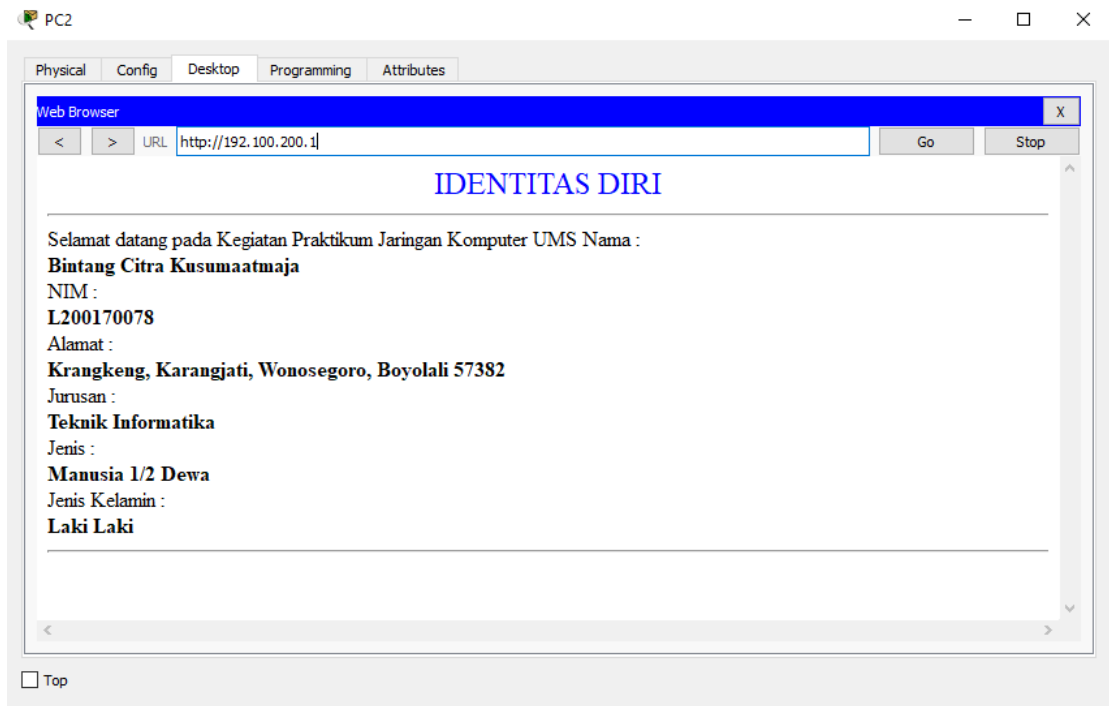 PC2
Physical Config Desktop Programming Attributes
Web Browser X
< > URL http://192.100.200.1 Go Stop
IDENTITAS DIRI
Selamat datang pada Kegiatan Praktikum Jaringan Komputer UMS Nama :
Bintang Citra Kusumaatmaja
NIM :
L200170078
Alamat :
Krangkeng, Karangjati, Wonosegoro, Boyolali 57382
Jurusan :
Teknik Informatika
Jenis :
Manusia 1/2 Dewa
Jenis Kelamin :
Laki Laki
Top